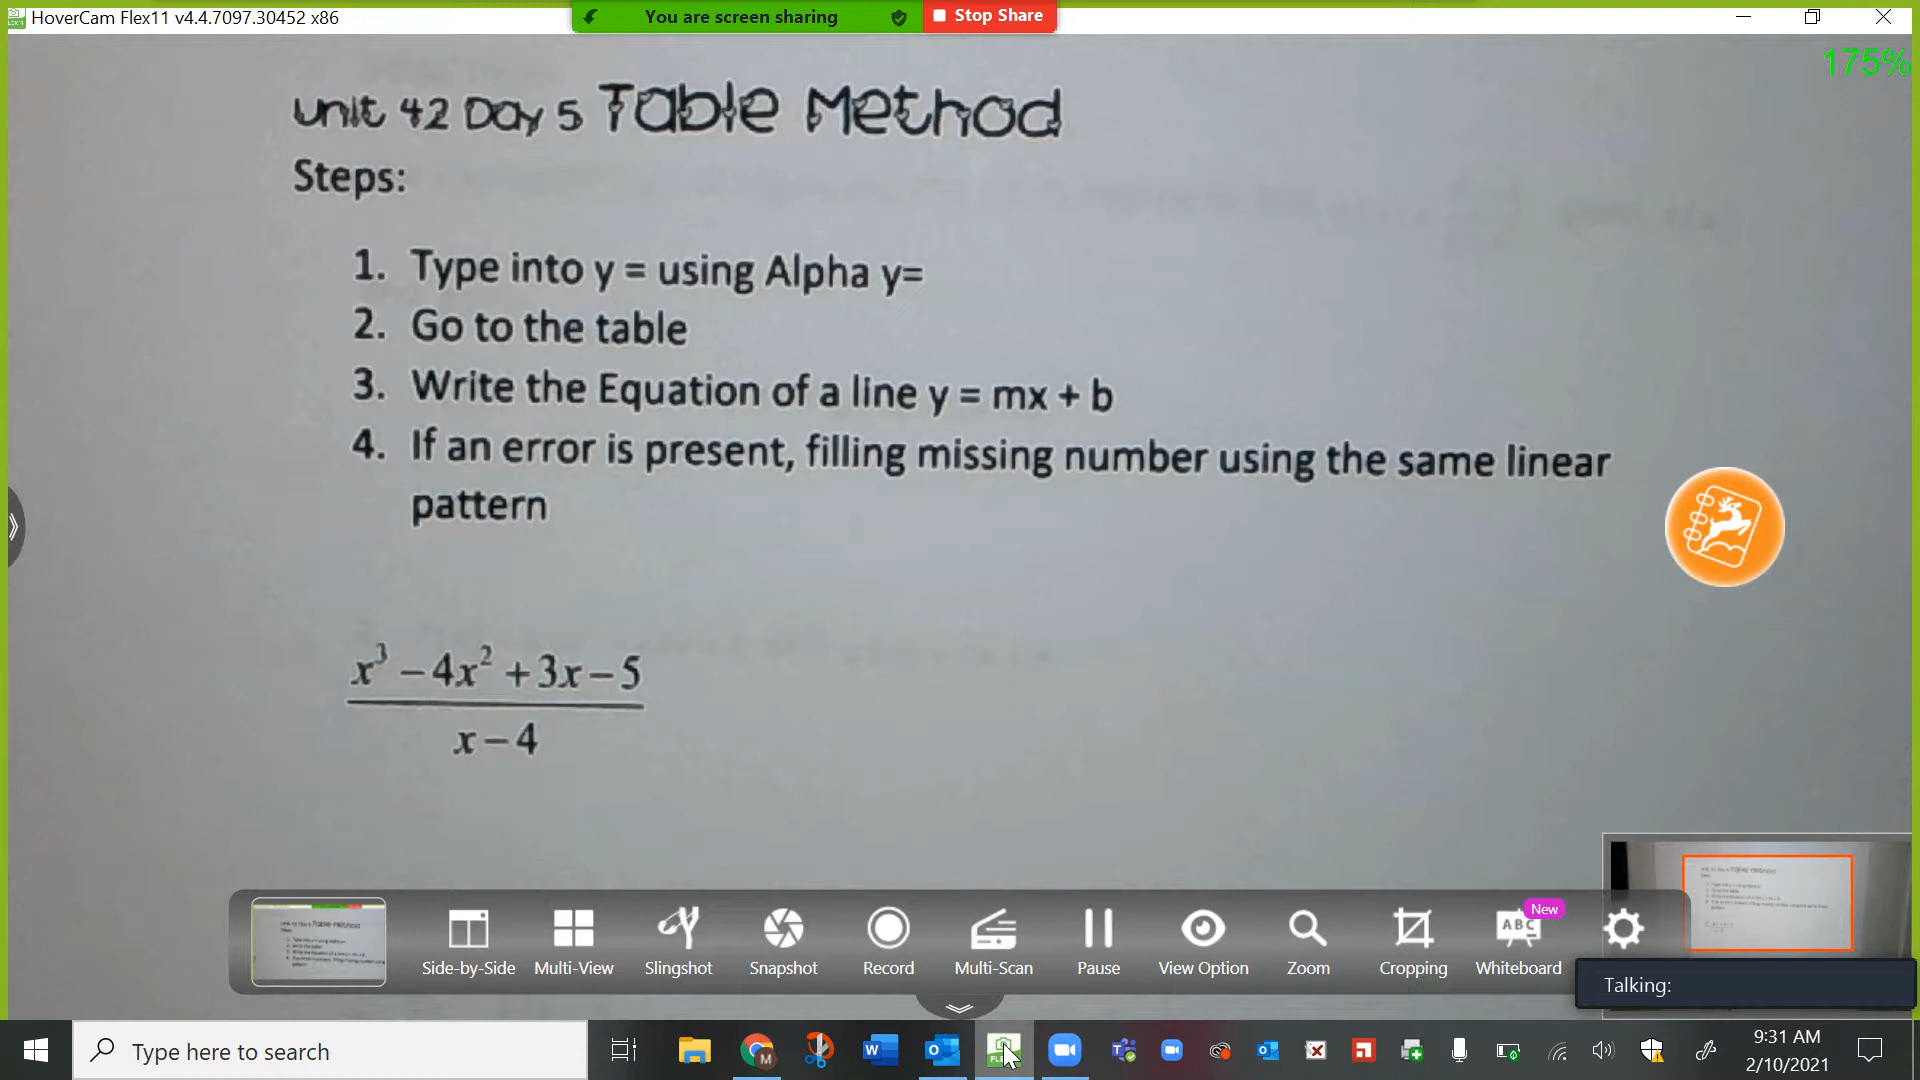 HoverCam Flex11 v4.4.7097.30452 x86
You are screen sharing
Stop Share
175%
Unit 42 Day 5 Table Method
Steps:
1. Type into y = using Alpha y=
2. Go to the table
3. Write the Equation of a line y = mx + b
4. If an error is present, filling missing number using the same linear
pattern
x³ − 4x² + 3x − 5
x − 4
Side-by-Side
Multi-View
Slingshot
Snapshot
Record
Multi-Scan
Pause
View Option
Zoom
Cropping
New
ABC
Whiteboard
Talking:
Type here to search
9:31 AM
2/10/2021